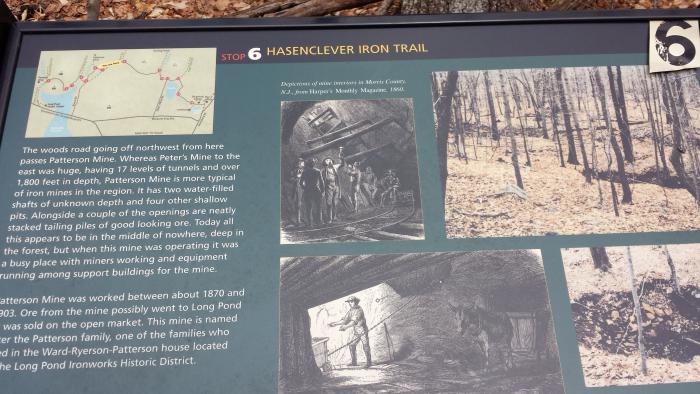 STOP 6 HASENCLEVER IRON TRAIL
6
Depictions of mine interiors in Morris County,
N.J., from Harper's Monthly Magazine, 1860.
The woods road going off northwest from here
passes Patterson Mine. Whereas Peter's Mine to the
east was huge, having 17 levels of tunnels and over
1,800 feet in depth, Patterson Mine is more typical
of iron mines in the region. It has two water-filled
shafts of unknown depth and four other shallow
pits. Alongside a couple of the openings are neatly
stacked tailing piles of good looking ore. Today all
this appears to be in the middle of nowhere, deep in
the forest, but when this mine was operating it was
a busy place with miners working and equipment
running among support buildings for the mine.
atterson Mine was worked between about 1870 and
903. Ore from the mine possibly went to Long Pond
was sold on the open market. This mine is named
ter the Patterson family, one of the families who
ed in the Ward-Ryerson-Patterson house located
he Long Pond Ironworks Historic District.